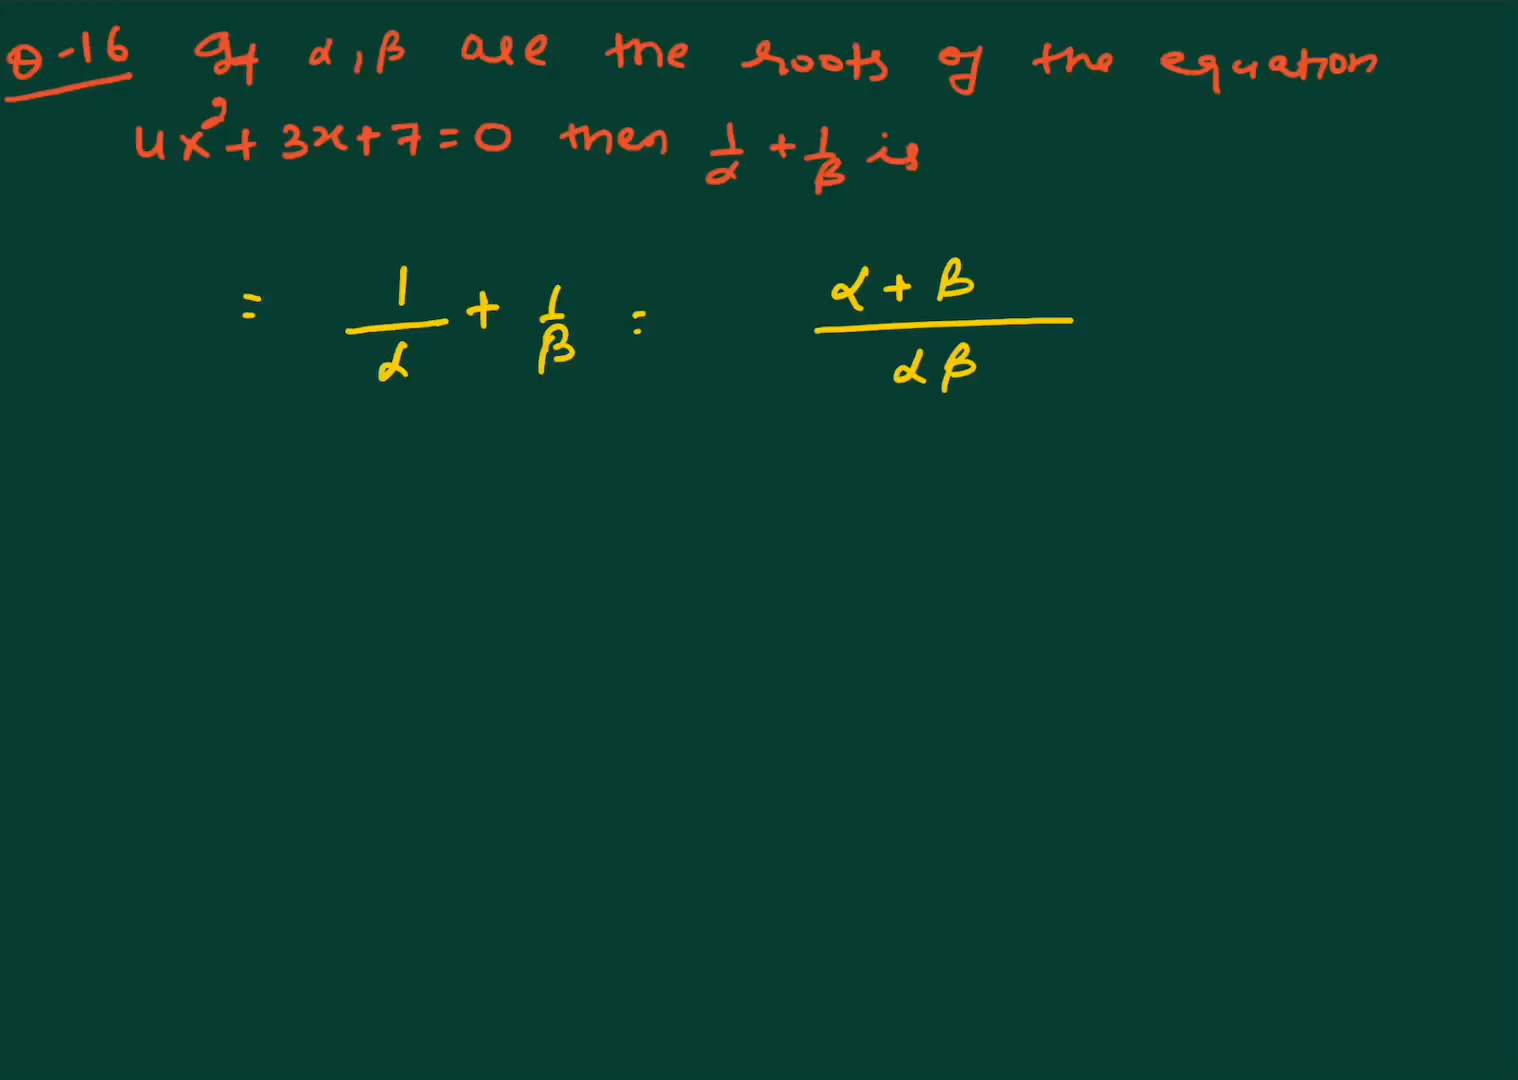 Q-16 If α, β are the roots of the equation
4x² + 3x + 7 = 0 then 1/α + 1/β is
= 1/α + 1/β = (α + β)/(αβ)